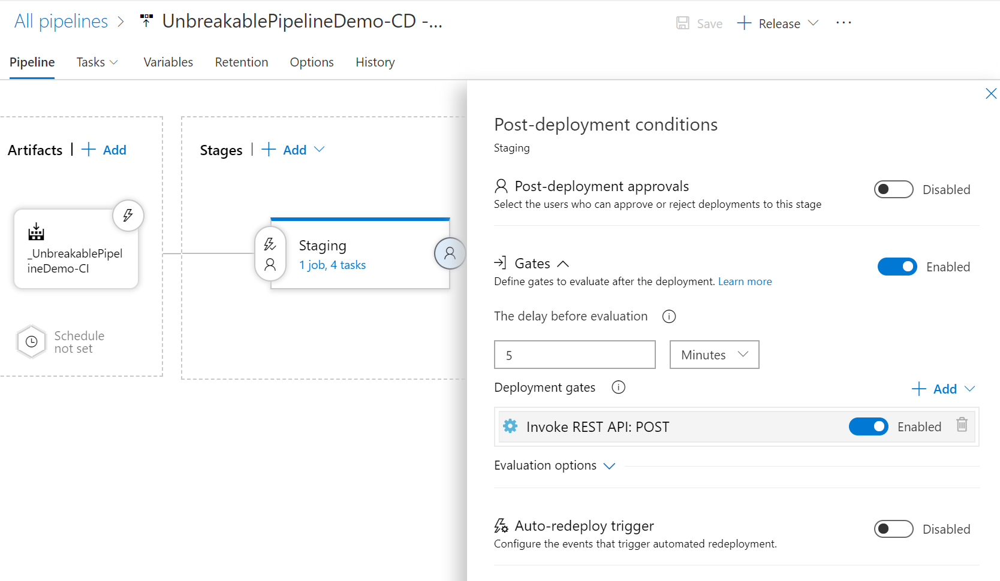 All pipelines > UnbreakablePipelineDemo-CD -...
Save + Release ...
Pipeline Tasks Variables Retention Options History
Artifacts | + Add
Stages | + Add
_UnbreakablePipel
ineDemo-CI
Schedule
not set
Staging
1 job, 4 tasks
Post-deployment conditions
Staging
Post-deployment approvals
Disabled
Select the users who can approve or reject deployments to this stage
Gates
Enabled
Define gates to evaluate after the deployment. Learn more
The delay before evaluation
5 Minutes
Deployment gates
+ Add
Invoke REST API: POST Enabled
Evaluation options
Auto-redeploy trigger
Disabled
Configure the events that trigger automated redeployment.